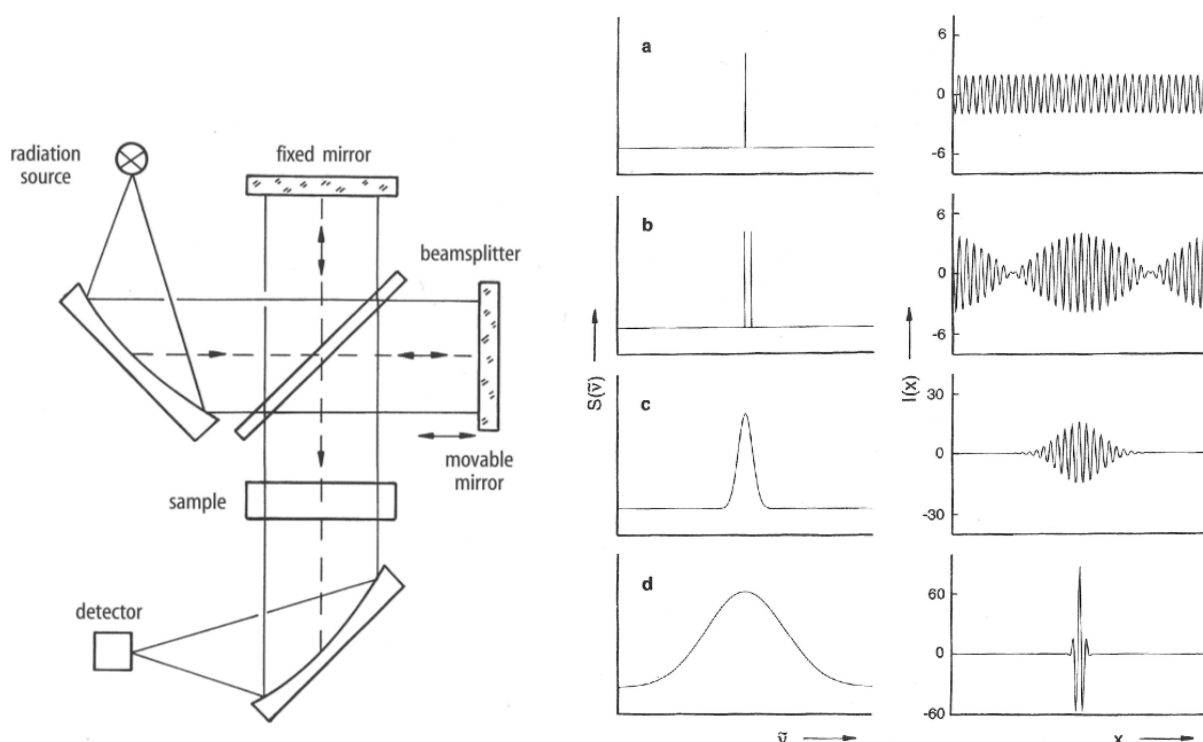 radiation
source
fixed mirror
beamsplitter
movable
mirror
sample
detector
a
6
0
-6
b
6
0
-6
S(ṽ)
I(x)
c
30
0
-30
d
60
0
-60
ṽ
x